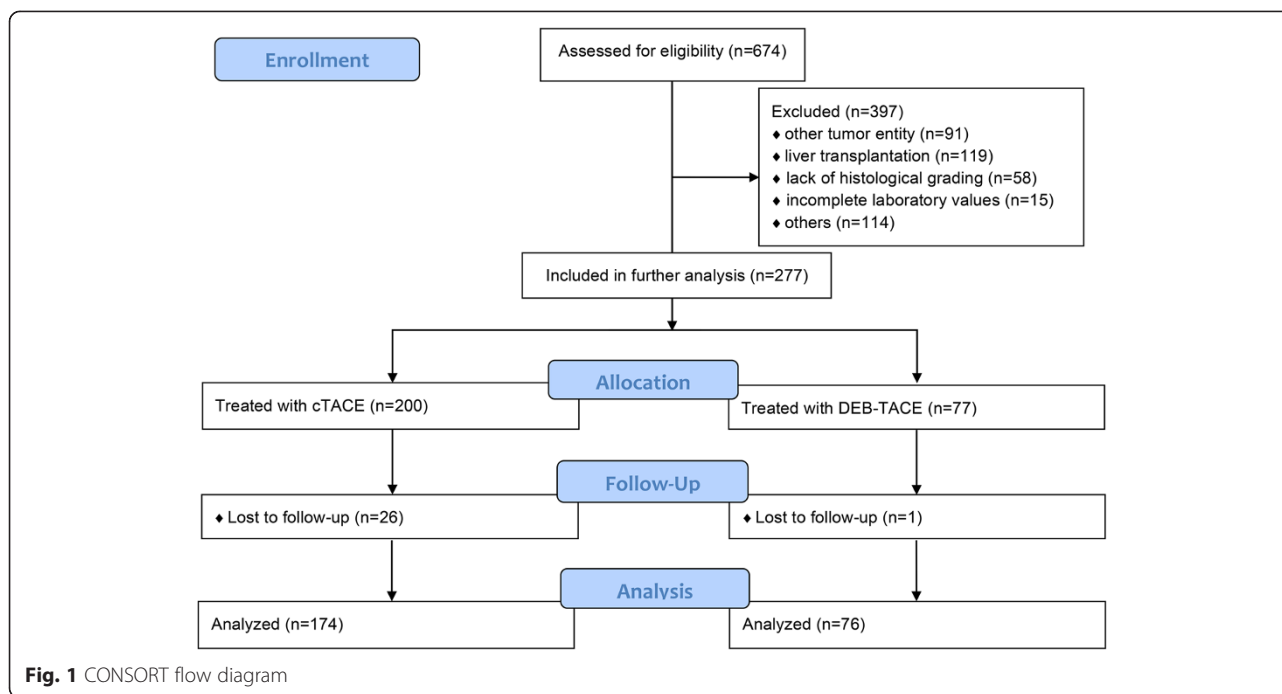 Enrollment
Assessed for eligibility (n=674)
Excluded (n=397)
♦ other tumor entity (n=91)
♦ liver transplantation (n=119)
♦ lack of histological grading (n=58)
♦ incomplete laboratory values (n=15)
♦ others (n=114)
Included in further analysis (n=277)
Allocation
Treated with cTACE (n=200)
Treated with DEB-TACE (n=77)
Follow-Up
♦ Lost to follow-up (n=26)
♦ Lost to follow-up (n=1)
Analysis
Analyzed (n=174)
Analyzed (n=76)
Fig. 1 CONSORT flow diagram